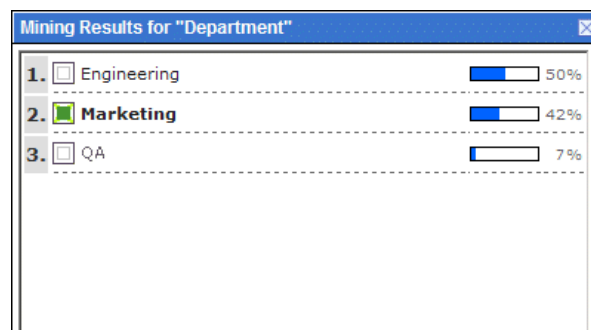 Mining Results for "Department"
1. Engineering 50%
2. Marketing 42%
3. QA 7%